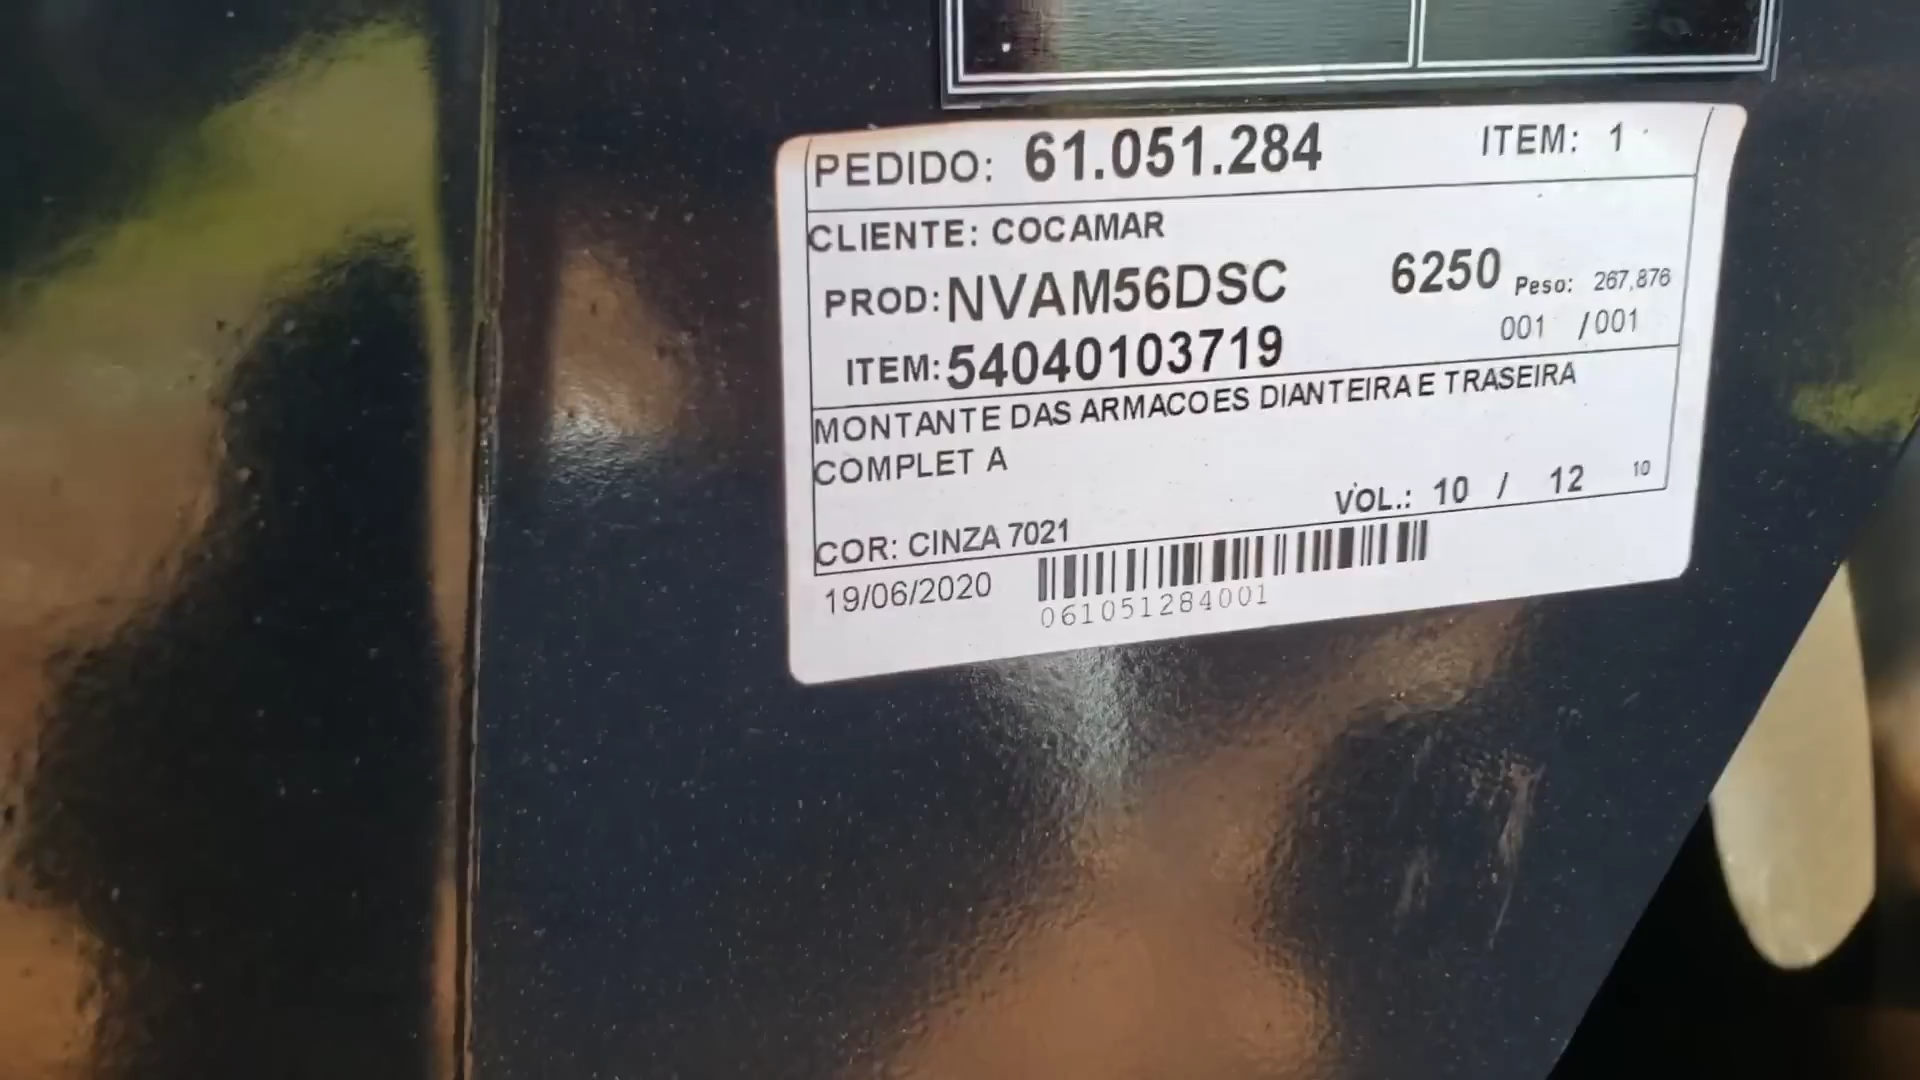 PEDIDO: 61.051.284 ITEM: 1
CLIENTE: COCAMAR
PROD: NVAM56DSC 6250 Peso: 267,876
ITEM: 54040103719 001 /001
MONTANTE DAS ARMACOES DIANTEIRA E TRASEIRA
COMPLET A
VOL.: 10 / 12 10
COR: CINZA 7021
19/06/2020
061051284001